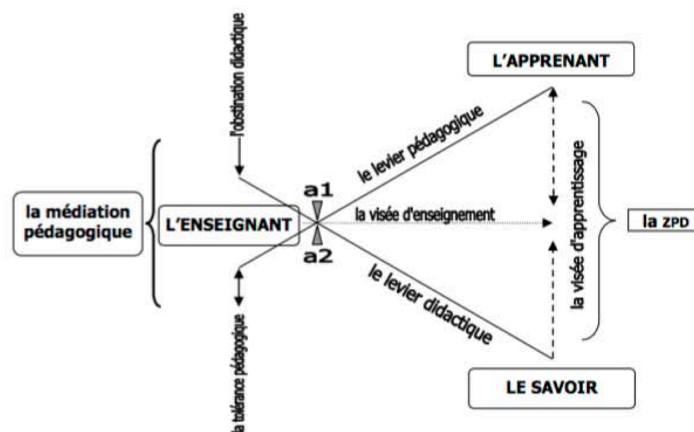 l'obstination didactique
L'APPRENANT
le levier pédagogique
a1
la médiation
pédagogique
L'ENSEIGNANT
la visée d'enseignement
la visée d'apprentissage
la ZPD
a2
le levier didactique
la tolérance pédagogique
LE SAVOIR